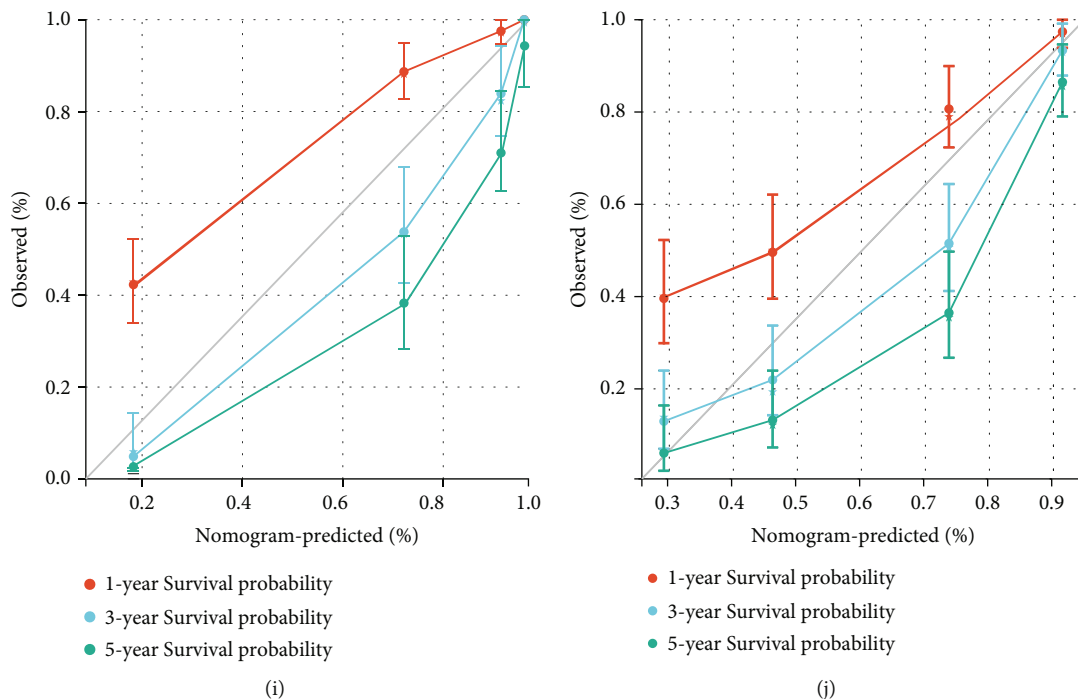 1.0
0.8
0.6
0.4
0.2
0.0
Observed (%)
0.2 0.4 0.6 0.8 1.0
Nomogram-predicted (%)
1-year Survival probability
3-year Survival probability
5-year Survival probability
(i)
1.0
0.8
0.6
0.4
0.2
Observed (%)
0.3 0.4 0.5 0.6 0.7 0.8 0.9
Nomogram-predicted (%)
1-year Survival probability
3-year Survival probability
5-year Survival probability
(j)